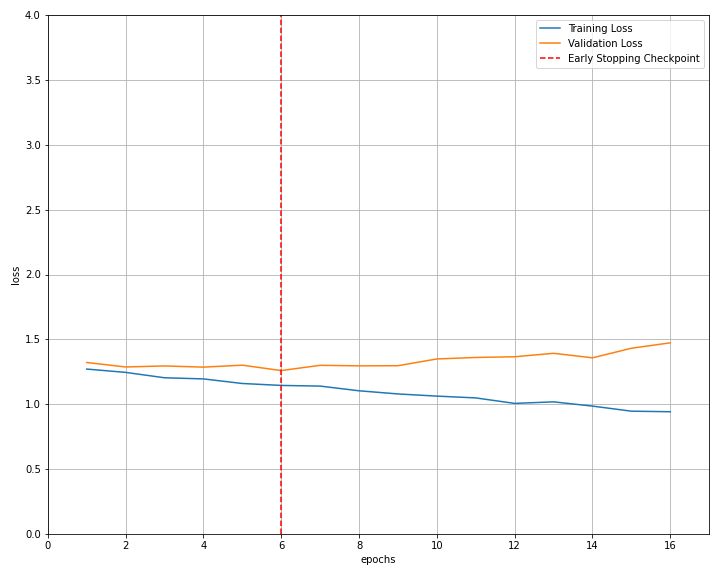 Training Loss
Validation Loss
Early Stopping Checkpoint
4.0
3.5
3.0
2.5
2.0
1.5
1.0
0.5
0.0
loss
0 2 4 6 8 10 12 14 16
epochs